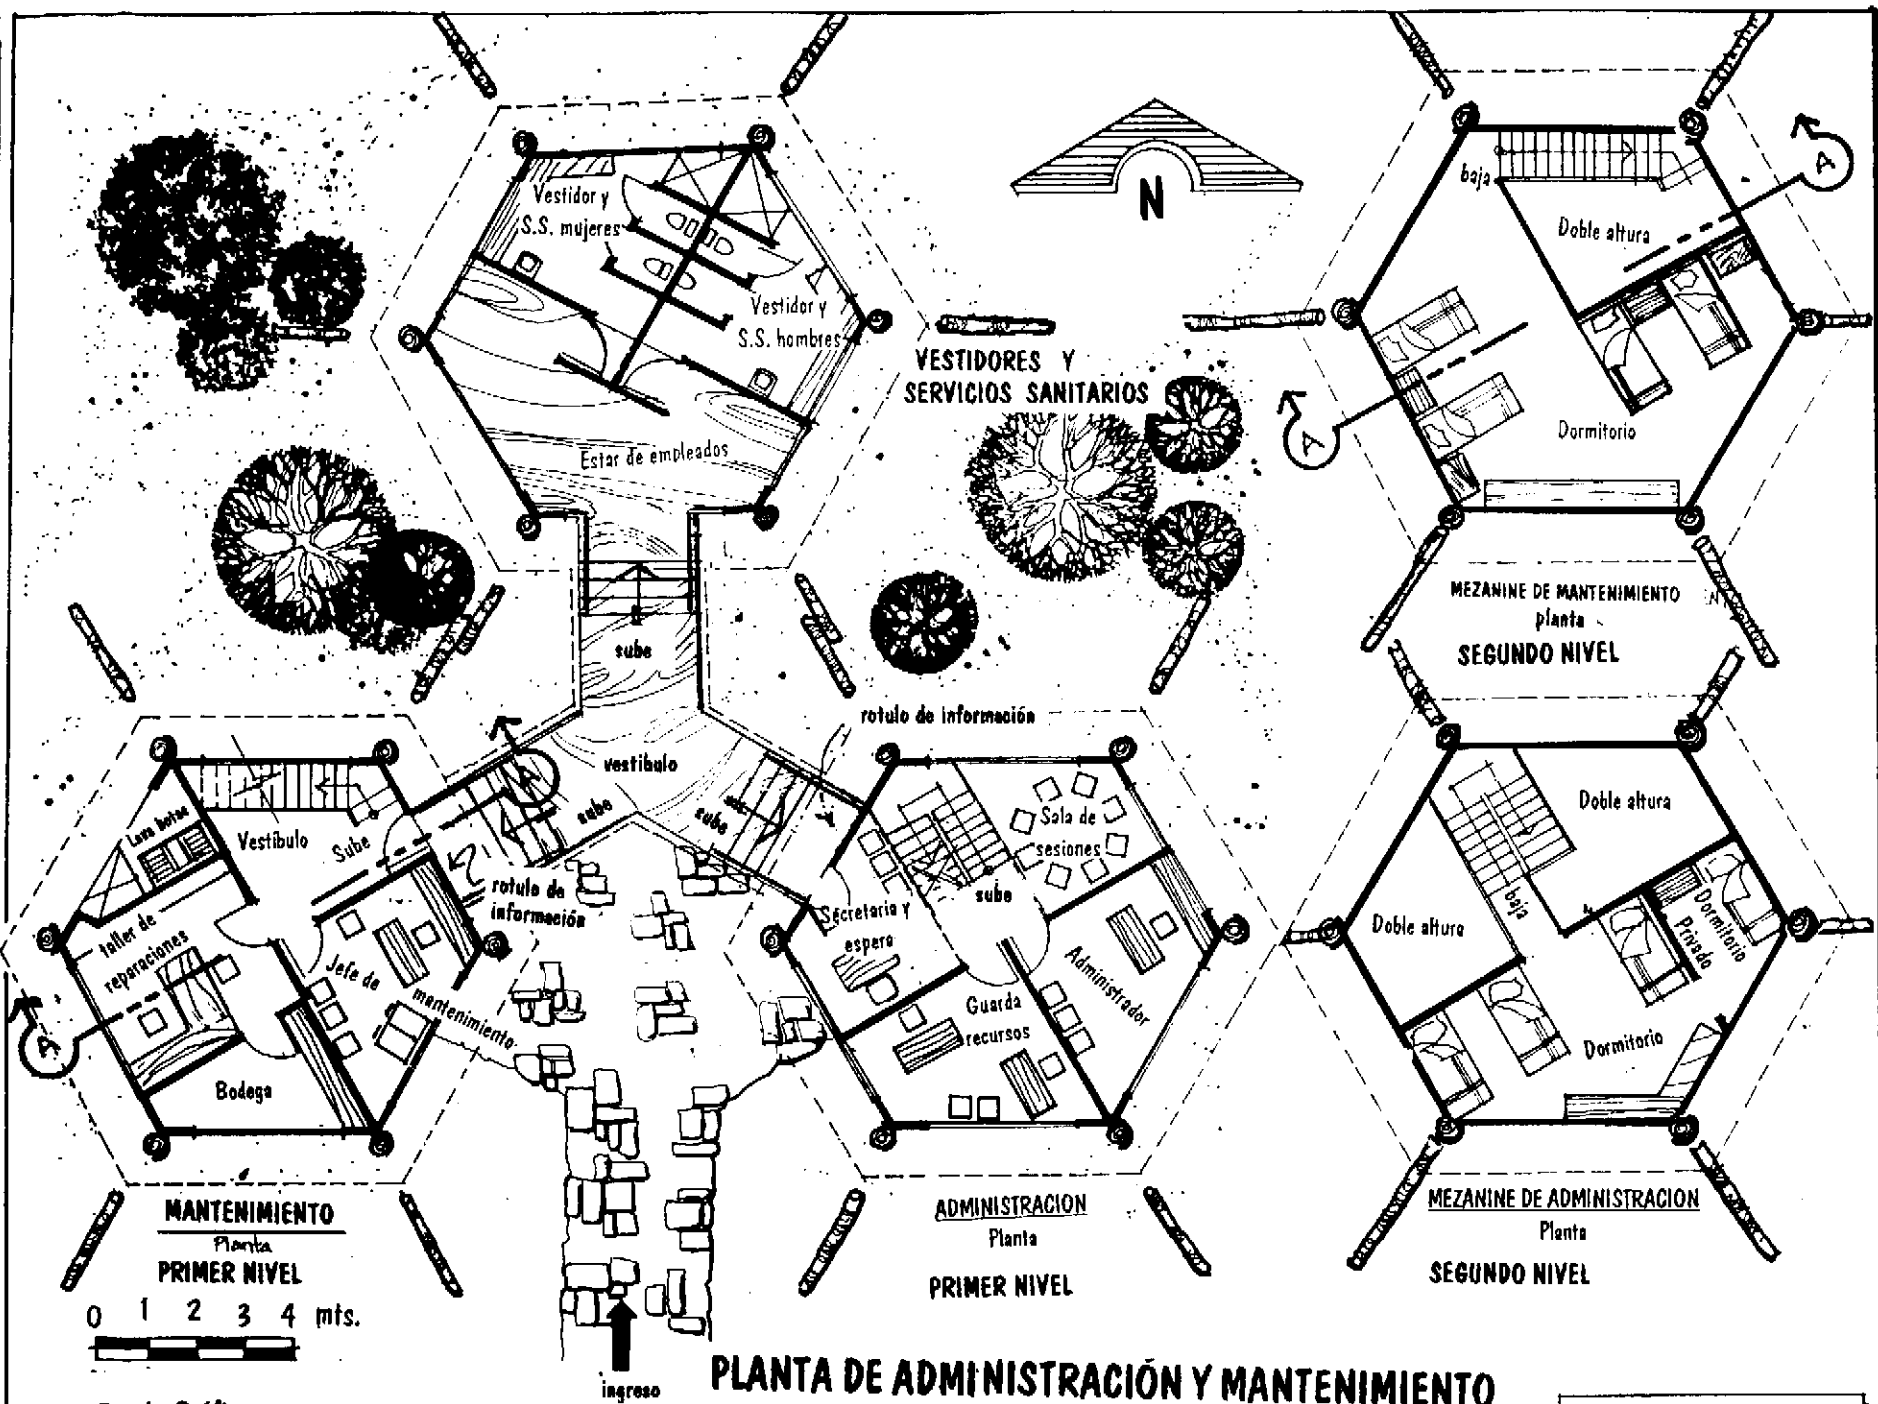 Vestidor y
S.S. mujeres
Vestidor y
S.S. hombres
Estar de empleados
N
VESTIDORES Y
SERVICIOS SANITARIOS
baja
Doble altura
A
A
Dormitorio
MEZANINE DE MANTENIMIENTO
planta
SEGUNDO NIVEL
sube
vestibulo
sube
sube
rotulo de información
A
Lava botas
Vestíbulo
Sube
taller de
reparaciones
Jefe de
mantenimiento
rotulo de
información
A
Bodega
MANTENIMIENTO
Planta
PRIMER NIVEL
0 1 2 3 4 mts.
ingreso
Sala de
sesiones
sube
Secretaria y
espera
Administrador
Guarda
recursos
ADMINISTRACION
Planta
PRIMER NIVEL
Doble altura
Doble altura
baja
Dormitorio
Privado
Dormitorio
MEZANINE DE ADMINISTRACION
Planta
SEGUNDO NIVEL
PLANTA DE ADMINISTRACIÓN Y MANTENIMIENTO